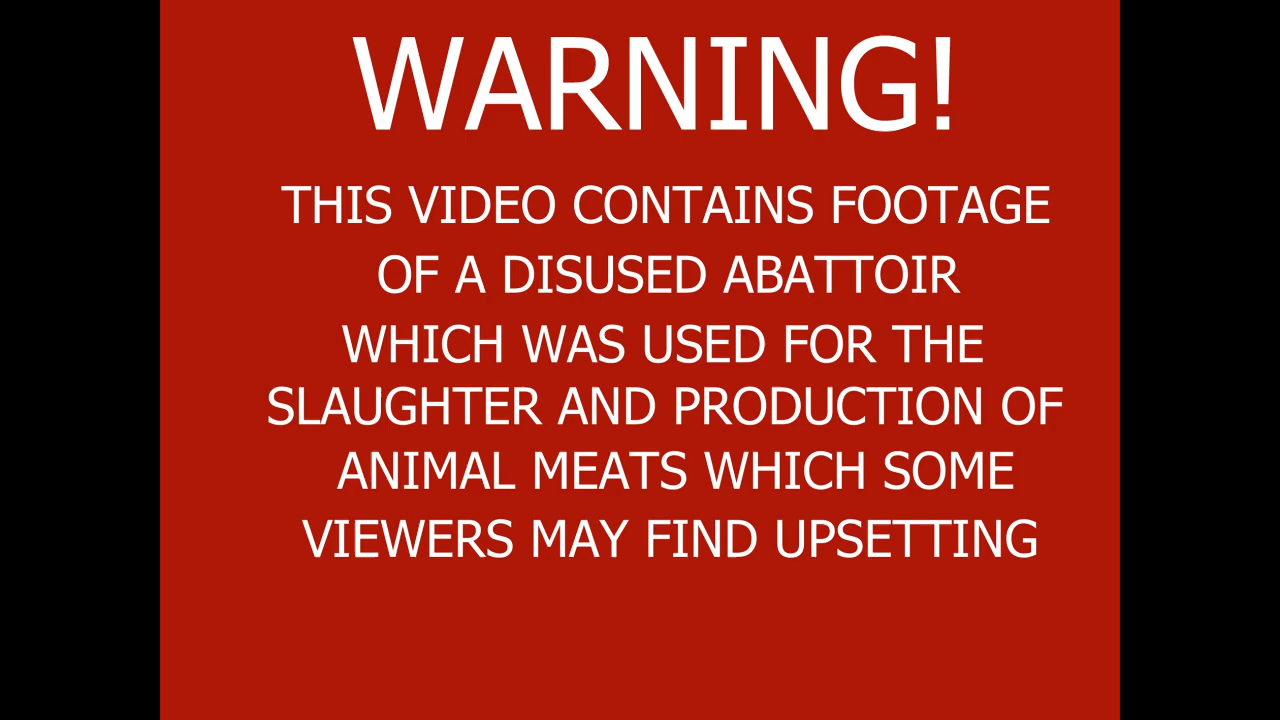 WARNING!
THIS VIDEO CONTAINS FOOTAGE
OF A DISUSED ABATTOIR
WHICH WAS USED FOR THE
SLAUGHTER AND PRODUCTION OF
ANIMAL MEATS WHICH SOME
VIEWERS MAY FIND UPSETTING